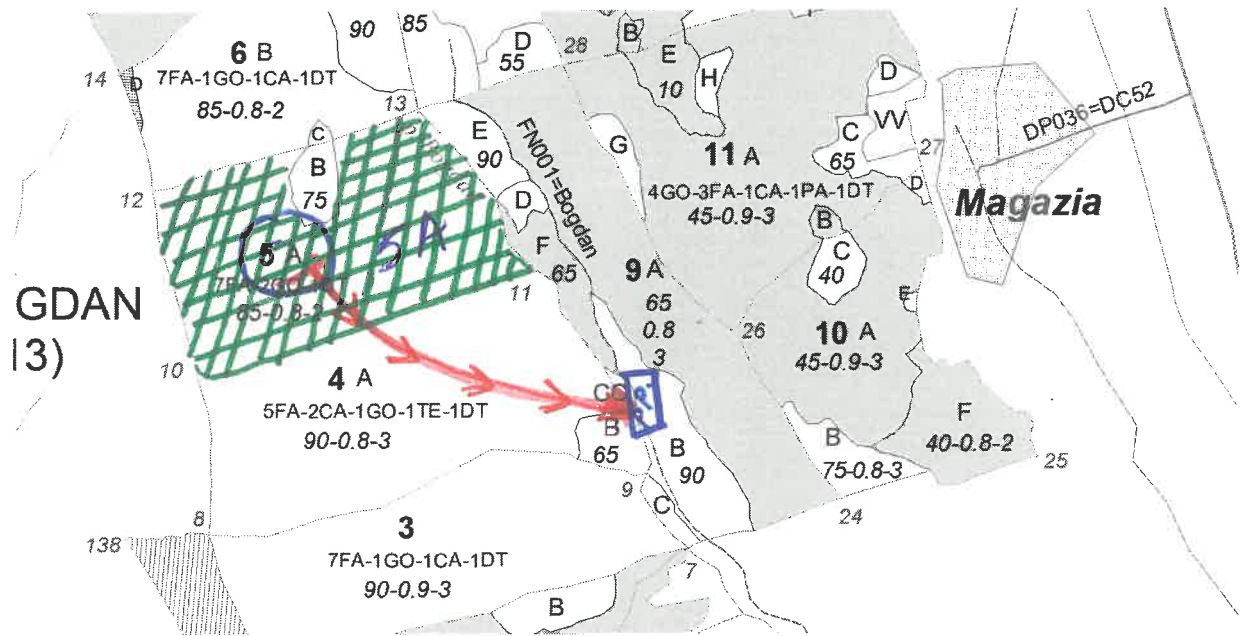 90
85
6 B
7FA-1GO-1CA-1DT
85-0.8-2
14
D
D
55
28
B
E
10
H
D
VV
C
65
27
D
DP036=DC52
Magazia
13
C
B
75
12
E
90
FN001=Bogdan
G
D
11 A
4GO-3FA-1CA-1PA-1DT
45-0.9-3
B
C
40
E
5 A
5A
85-0.8-2
F
65
11
9 A
65
0.8
3
26
10 A
45-0.9-3
GDAN
13)
10
4 A
5FA-2CA-1GO-1TE-1DT
90-0.8-3
CC
P.P.
B
65
B
90
9
C
B
75-0.8-3
F
40-0.8-2
25
24
8
138
3
7FA-1GO-1CA-1DT
90-0.9-3
7
B